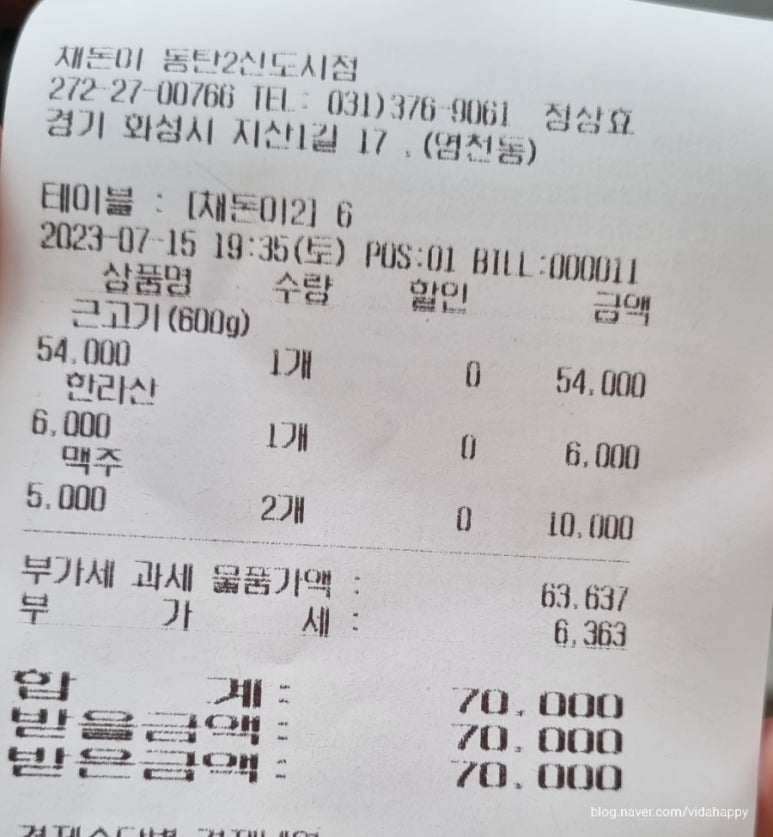 채돈이 동탄2신도시점
272-27-00766 TEL: 031)376-9061 정삼효
경기 화성시 지산1길 17 , (영천동)
테이블 : [채돈이2] 6
2023-07-15 19:35(토) POS:01 BILL:000011
상품명 수량 할인 금액
근고기(600g)
54,000 1개 0 54,000
한라산
6,000 1개 0 6,000
맥주
5,000 2개 0 10,000
부가세 과세 물품가액 : 63,637
부 가 세 : 6,363
합 계 : 70,000
받을금액 : 70,000
받은금액 : 70,000
blog.naver.com/vidahappy